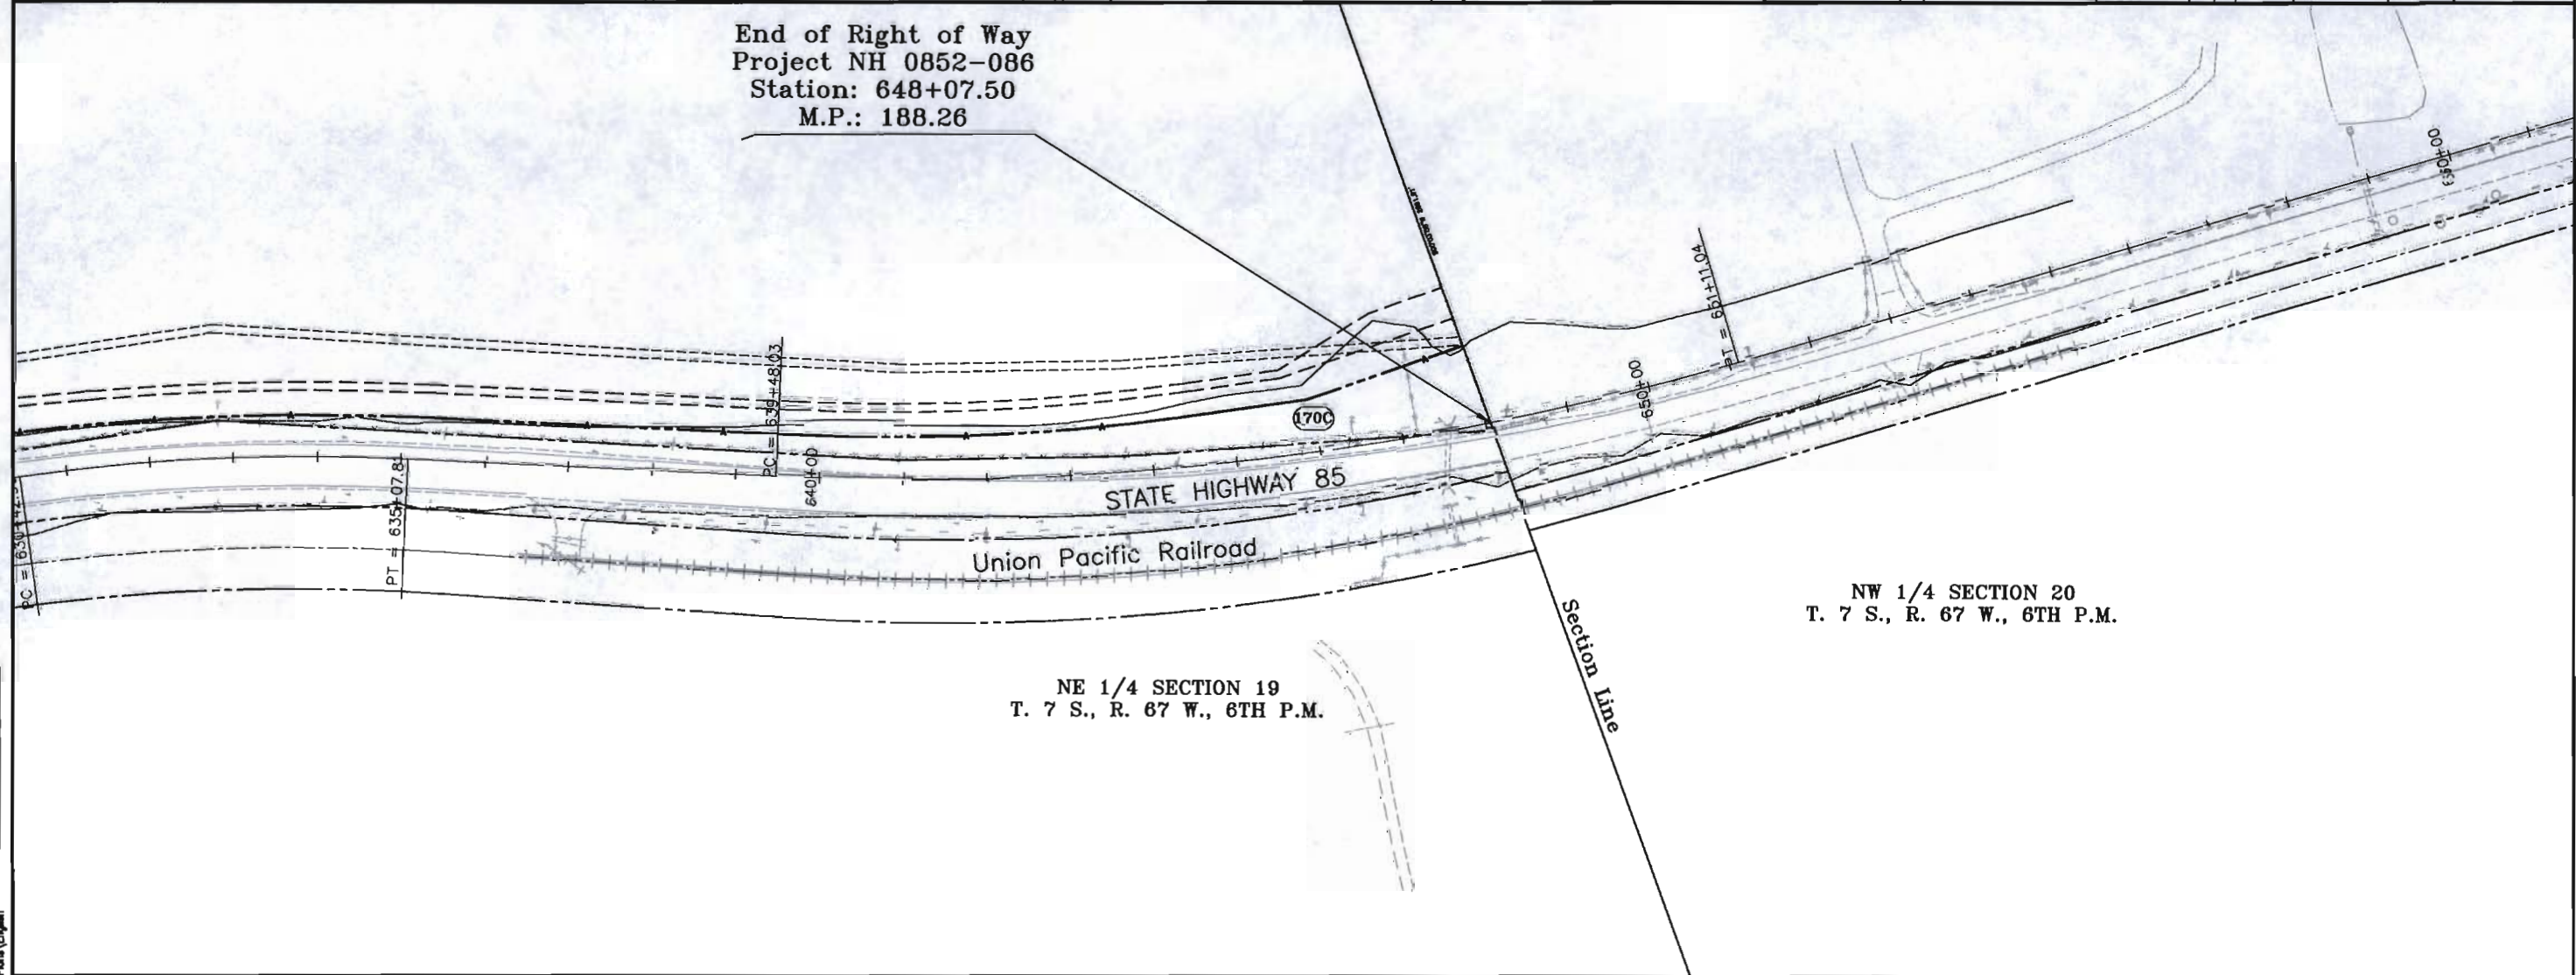 End of Right of Way
Project NH 0852-086
Station: 648+07.50
M.P.: 188.26
660+00
PT = 651+11.04
650+00
PC = 639+48.03
170C
640+00
STATE HIGHWAY 85
PT = 635+07.8
PC = 630+42.
Union Pacific Railroad
Section Line
NW 1/4 SECTION 20
T. 7 S., R. 67 W., 6TH P.M.
NE 1/4 SECTION 19
T. 7 S., R. 67 W., 6TH P.M.